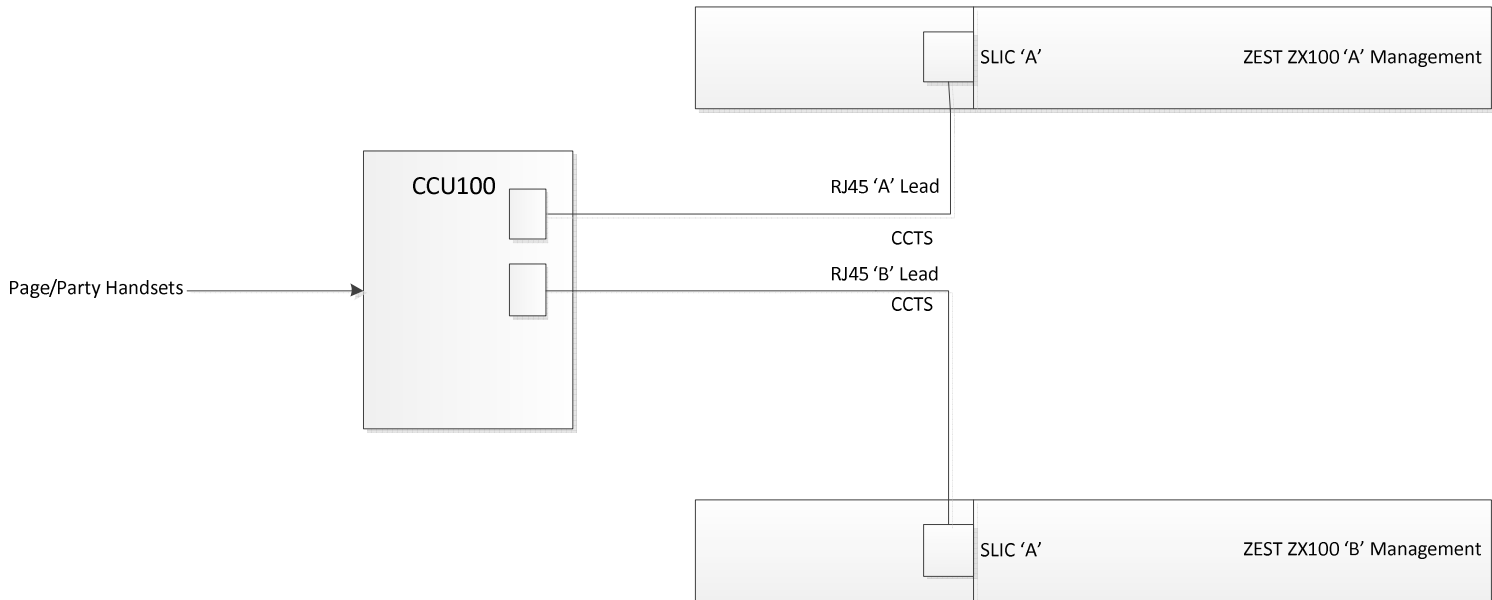 SLIC ‘A’
ZEST ZX100 ‘A’ Management
CCU100
RJ45 ‘A’ Lead
CCTS
RJ45 ‘B’ Lead
Page/Party Handsets
CCTS
SLIC ‘A’
ZEST ZX100 ‘B’ Management